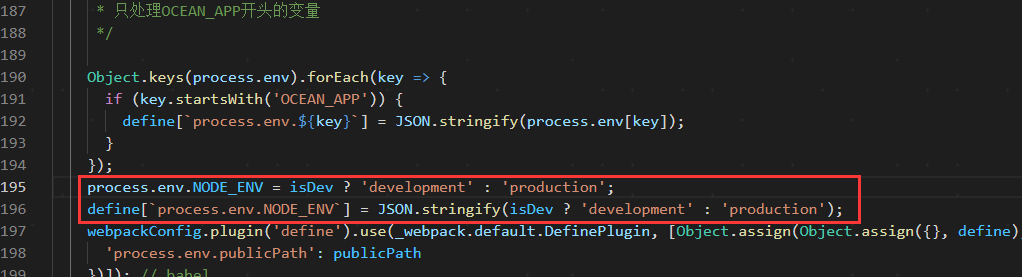 187 * 只处理OCEAN_APP开头的变量
188 */
189
190 Object.keys(process.env).forEach(key => {
191 if (key.startsWith('OCEAN_APP')) {
192 define[`process.env.${key}`] = JSON.stringify(process.env[key]);
193 }
194 });
195 process.env.NODE_ENV = isDev ? 'development' : 'production';
196 define[`process.env.NODE_ENV`] = JSON.stringify(isDev ? 'development' : 'production');
197 webpackConfig.plugin('define').use(_webpack.default.DefinePlugin, [Object.assign(Object.assign({}, define),
198 'process.env.publicPath': publicPath
199 })]); // babel